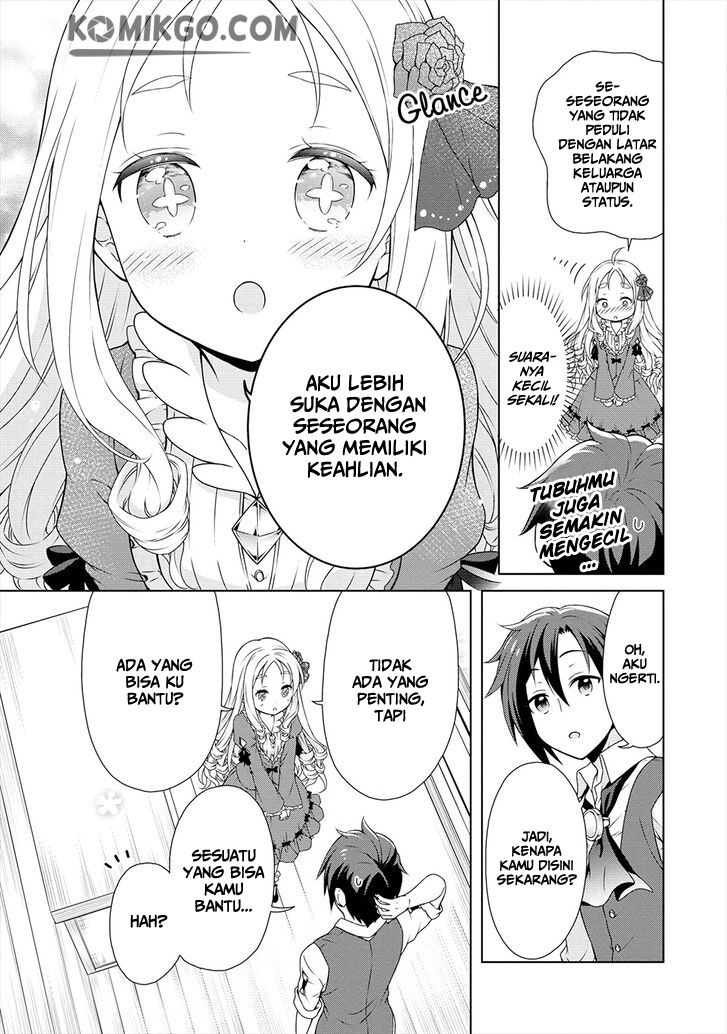 KOMIKGO.COM
SE-
SESEORANG
YANG TIDAK
PEDULI
DENGAN LATAR
BELAKANG
KELUARGA
ATAUPUN
STATUS.
SUARA-
NYA
KECIL
SEKALI!
TUBUHMU
JUGA
SEMAKIN
MENGECIL
...
Glance
AKU LEBIH
SUKA DENGAN
SESEORANG
YANG MEMILIKI
KEAHLIAN.
OH,
AKU
NGERTI.
JADI,
KENAPA
KAMU DISINI
SEKARANG?
TIDAK
ADA YANG
PENTING,
TAPI
ADA YANG
BISA KU
BANTU?
SESUATU
YANG BISA
KAMU
BANTU...
HAH?